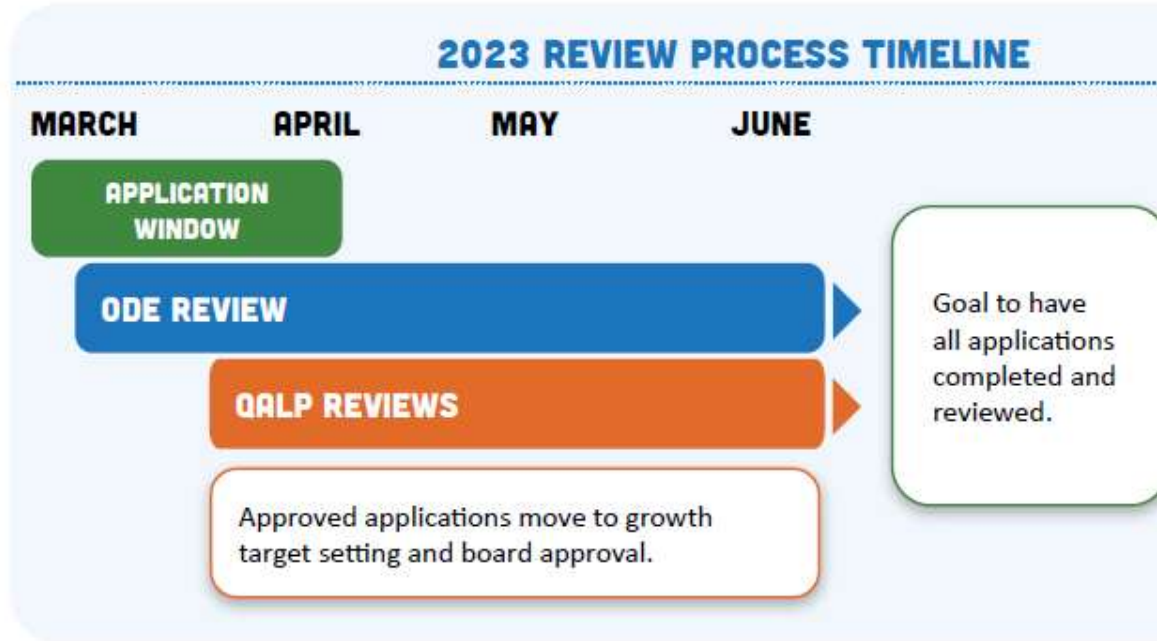 2023 REVIEW PROCESS TIMELINE
MARCH APRIL MAY JUNE
APPLICATION
WINDOW
ODE REVIEW
QALP REVIEWS
Approved applications move to growth
target setting and board approval.
Goal to have
all applications
completed and
reviewed.